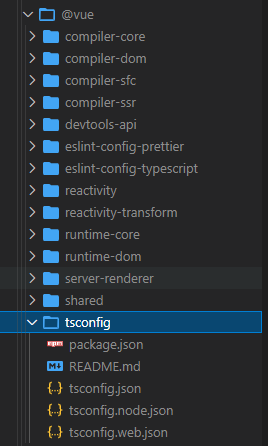 @vue
compiler-core
compiler-dom
compiler-sfc
compiler-ssr
devtools-api
eslint-config-prettier
eslint-config-typescript
reactivity
reactivity-transform
runtime-core
runtime-dom
server-renderer
shared
tsconfig
package.json
README.md
tsconfig.json
tsconfig.node.json
tsconfig.web.json